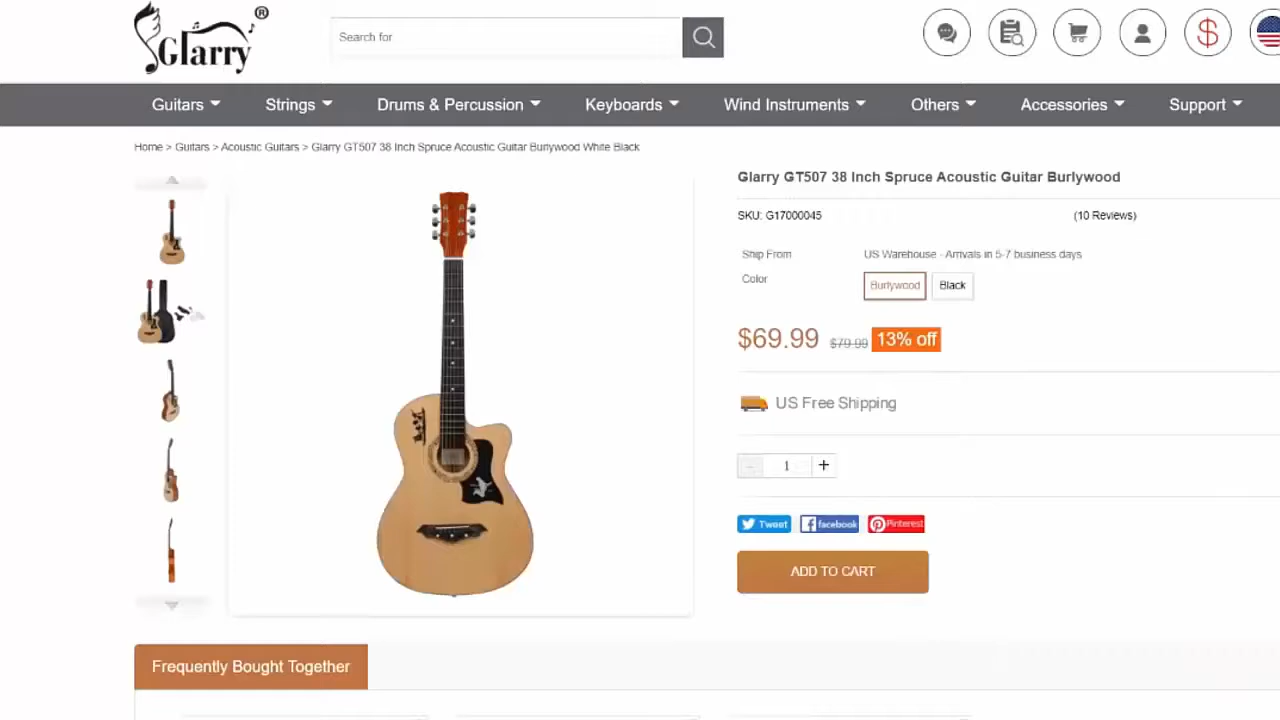 Glarry ®
Search for
Guitars Strings Drums & Percussion Keyboards Wind Instruments Others Accessories Support
Home > Guitars > Acoustic Guitars > Glarry GT507 38 Inch Spruce Acoustic Guitar Burlywood White Black
Glarry GT507 38 Inch Spruce Acoustic Guitar Burlywood
SKU: G17000045 (10 Reviews)
Ship From US Warehouse - Arrivals in 5-7 business days
Color Burlywood Black
$69.99 $79.99 13% off
US Free Shipping
- 1 +
Tweet facebook Pinterest
ADD TO CART
Frequently Bought Together